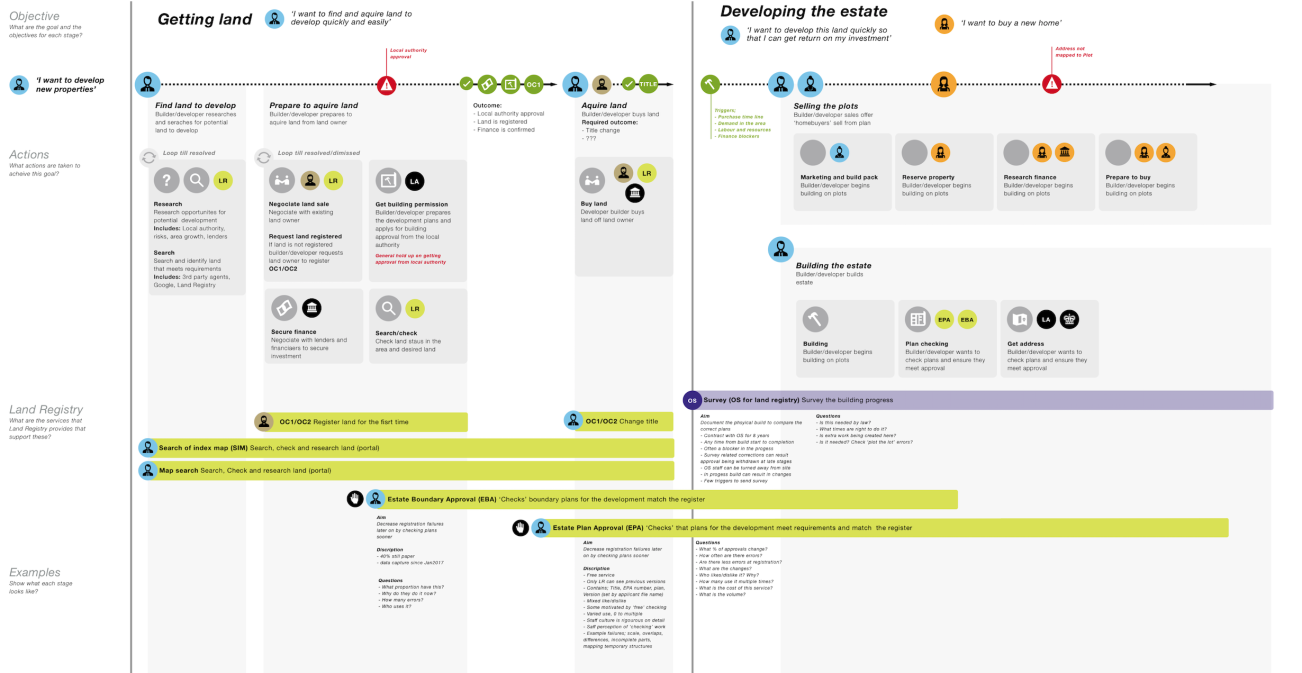 Objective
What are the goal and the
objectives for each stage?
Getting land
'I want to find and aquire land to
develop quickly and easily'
Developing the estate
'I want to develop this land quickly so
that I can get return on my investment'
'I want to buy a new home'
Local authority
approval
Address not
mapped to Plot
'I want to develop
new properties'
OC1
TITLE
Find land to develop
Builder/developer researches
and seraches for potential
land to develop
Prepare to aquire land
Builder/developer prepares to
aquire land from land owner
Outcome:
- Local authority approval
- Land is registered
- Finance is confirmed
Aquire land
Builder/developer buys land
Required outcome:
- Title change
- ???
Triggers:
- Purchase time line
- Demand in the area
- Labour and resources
- Finance blockers
Selling the plots
Builder/developer sales offer
'homebuyers' sell from plan
Actions
What actions are taken to
acheive this goal?
Loop till resolved
Loop till resolved/dimissed
?
LR
Research
Research opportunties for
potential development
Includes: Local authority,
risks, area growth, lenders
Search
Search and identify land
that meets requirements
Includes: 3rd party agents,
Google, Land Registry
LR
Negociate land sale
Negociate with existing
land owner
Request land registered
If land is not registered
builder/developer requests
land owner to register
OC1/OC2
LA
Get building permission
Builder/developer prepares
the development plans and
applys for building
approval from the local
authority
General hold up on getting
approval from local authority
LR
Buy land
Developer builder buys
land off land owner
Marketing and build pack
Builder/developer begins
building on plots
Reserve property
Builder/developer begins
building on plots
Research finance
Builder/developer begins
building on plots
Prepare to buy
Builder/developer begins
building on plots
Secure finance
Negociate with lenders and
financiaers to secure
investment
LR
Search/check
Check land staus in the
area and desired land
Building the estate
Builder/developer builds
estate
Building
Builder/developer begins
building on plots
EPA
EBA
Plan checking
Builder/developer wants to
check plans and ensure they
meet approval
LA
Get address
Builder/developer wants to
check plans and ensure they
meet approval
Land Registry
What are the services that
Land Registry provides that
support these?
OS
Survey (OS for land registry) Survey the building progress
Aim
Document the physical build to compare the
correct plans
- Contract with OS for 8 years
- Any time from build start to completion
- Often a blocker in the progess
- Survey related corrections can result
approval being withdrawn at late stages
- OS staff can be turned away from site
- In progess build can result in changes
- Few triggers to send survey
Questions
- Is this needed by law?
- What times are right to do it?
- Is extra work being created here?
- Is it needed? Check 'plot the lot' errors?
OC1/OC2 Register land for the fisrt time
OC1/OC2 Change title
Search of index map (SIM) Search, check and research land (portal)
Map search Search, Check and research land (portal)
Estate Boundary Approval (EBA) 'Checks' boundary plans for the development match the register
Aim
Decrease registration failures
later on by checking plans
sooner
Discription
- 40% still paper
- data capture since Jan2017
Questions
- What proportion have this?
- Why do they do it now?
- How many errors?
- Who uses it?
Estate Plan Approval (EPA) 'Checks' that plans for the development meet requirements and match the register
Aim
Decrease registration failures later
on by checking plans sooner
Discription
- Free service
- Only LR can see previous versions
- Contains; Title, EPA number, plan,
Version (set by applicant file name)
- Mixed like/dislike
- Some motivated by 'free' checking
- Varied use, 0 to multiple
- Staff culture is rigourous on detail
- Saff perception of 'checking' work
- Example failures; scale, overlaps,
differences, incomplete parts,
mapping temporary structures
Questions
- What % of approvals change?
- How often are there errors?
- Are there less errors at registration?
- What are the changes?
- Who likes/dislike it? Why?
- How many use it multiple times?
- What is the cost of this service?
- What is the volume?
Examples
Show what each stage
looks like?